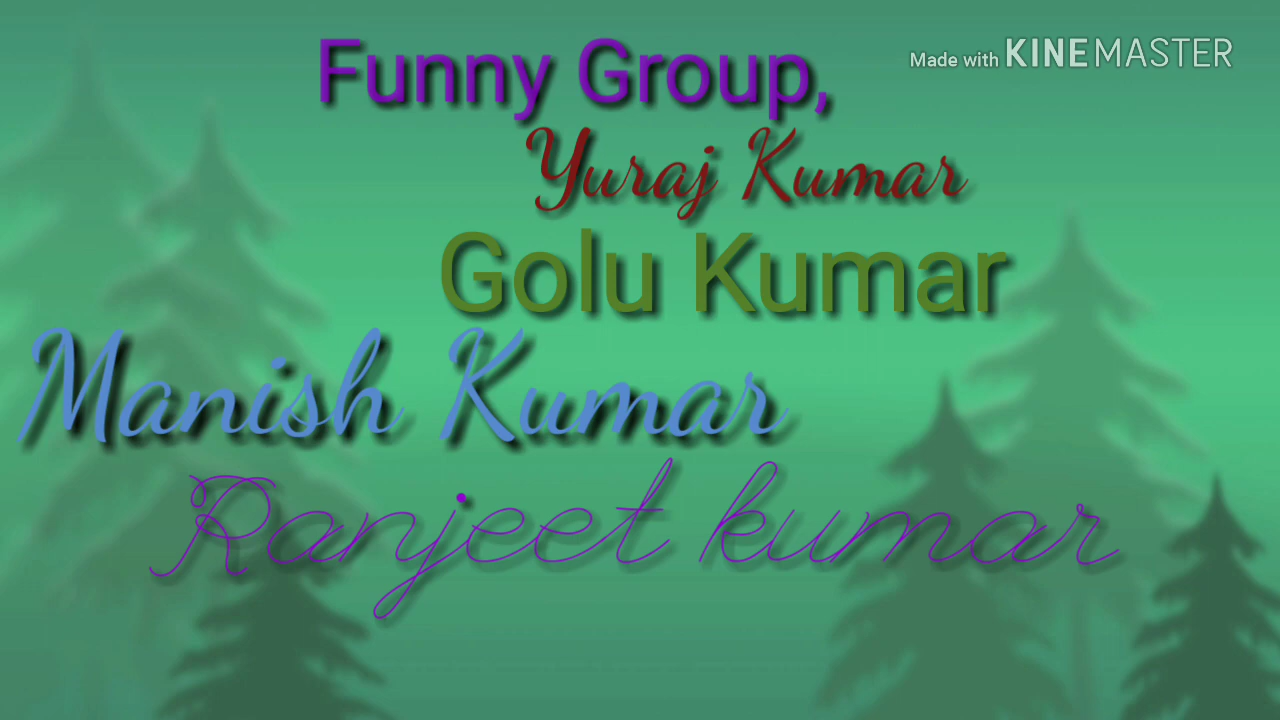 Funny Group,
Made with KINEMASTER
Yuraj Kumar
Golu Kumar
Manish Kumar
Ranjeet kumar